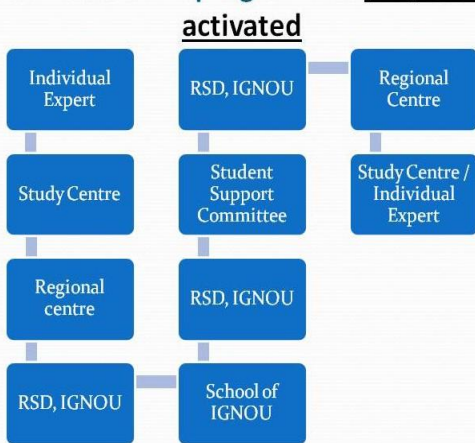 activated
Individual
Expert
Study Centre
Regional
centre
RSD, IGNOU
School of
IGNOU
RSD, IGNOU
Student
Support
Committee
RSD, IGNOU
Regional
Centre
Study Centre /
Individual
Expert